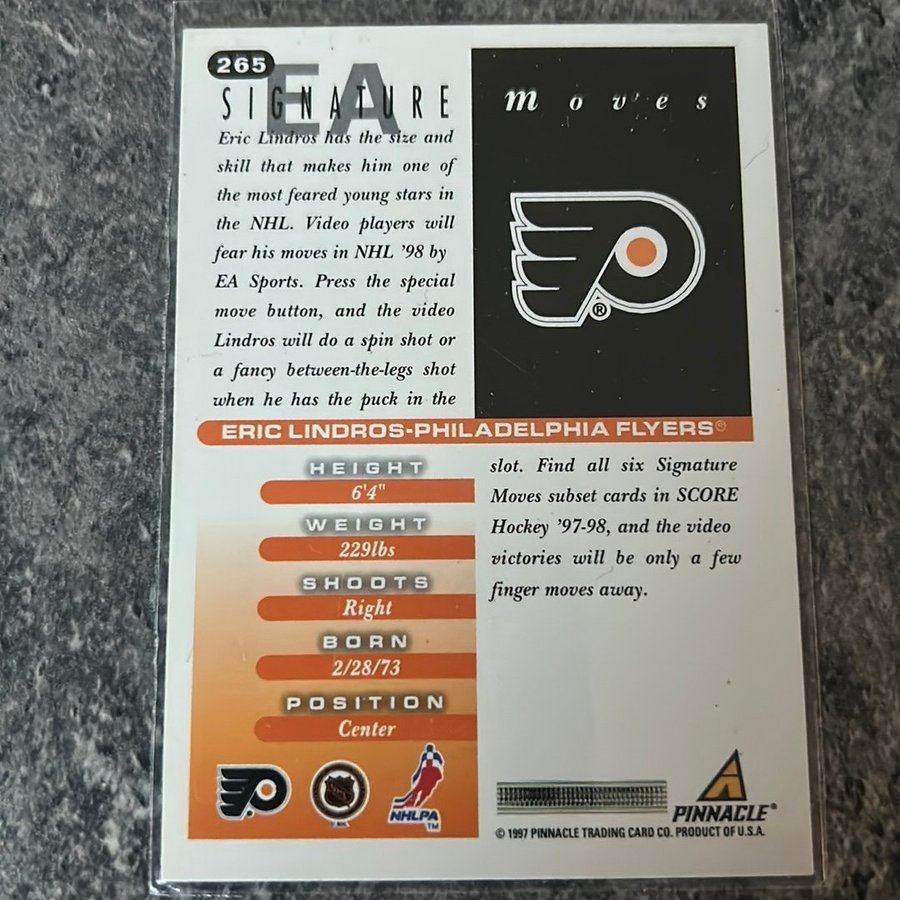 265
EA
SIGNATURE
moves
Eric Lindros has the size and
skill that makes him one of
the most feared young stars in
the NHL. Video players will
fear his moves in NHL '98 by
EA Sports. Press the special
move button, and the video
Lindros will do a spin shot or
a fancy between-the-legs shot
when he has the puck in the
®
ERIC LINDROS-PHILADELPHIA FLYERS®
slot. Find all six Signature
Moves subset cards in SCORE
Hockey '97-98, and the video
victories will be only a few
finger moves away.
HEIGHT
6'4"
WEIGHT
229lbs
SHOOTS
Right
BORN
2/28/73
POSITION
Center
NHLPA
TM
PINNACLE®
© 1997 PINNACLE TRADING CARD CO. PRODUCT OF U.S.A.